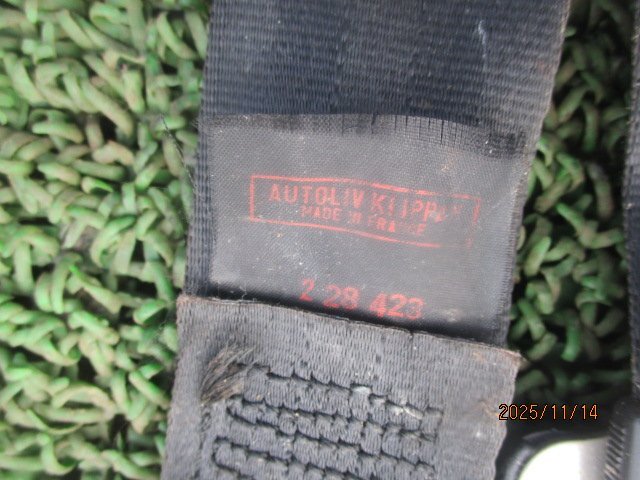 AUTOLIV KLIPPAN
MADE IN FRANCE
2 28 423
2025/11/14